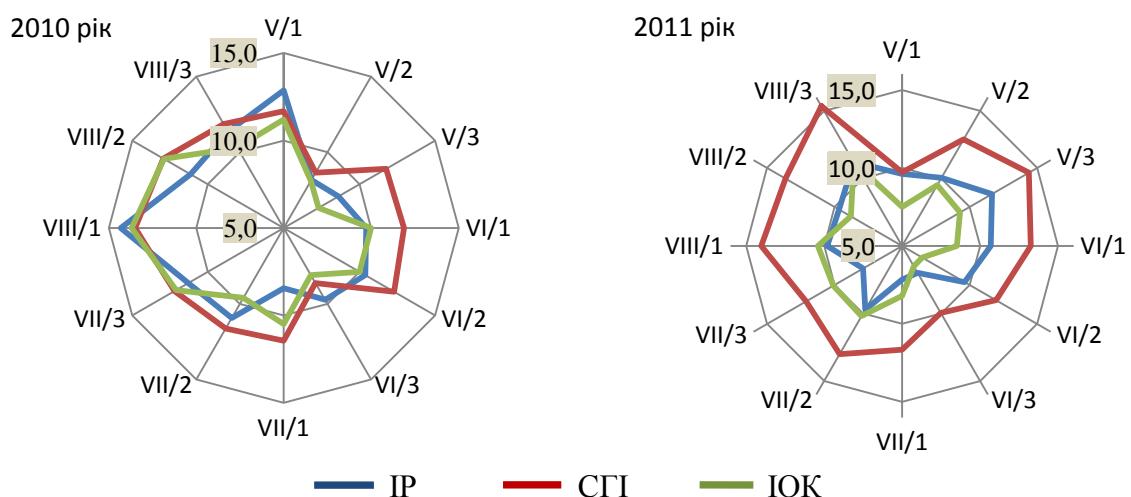 2010 рік
V/1
V/2
V/3
VI/1
VI/2
VI/3
VII/1
VII/2
VII/3
VIII/1
VIII/2
VIII/3
15,0
10,0
5,0
2011 рік
V/1
V/2
V/3
VI/1
VI/2
VI/3
VII/1
VII/2
VII/3
VIII/1
VIII/2
VIII/3
15,0
10,0
5,0
ІР
СГІ
ІОК